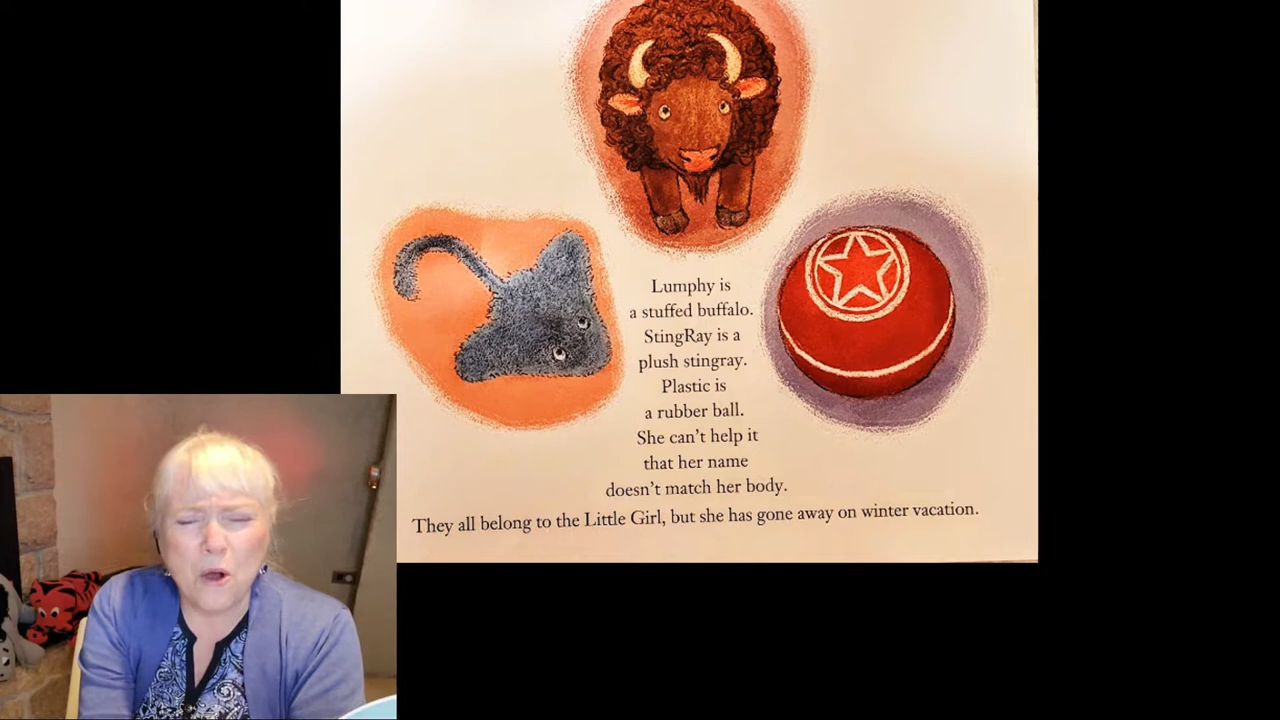 Lumphy is
a stuffed buffalo.
StingRay is a
plush stingray.
Plastic is
a rubber ball.
She can't help it
that her name
doesn't match her body.
They all belong to the Little Girl, but she has gone away on winter vacation.